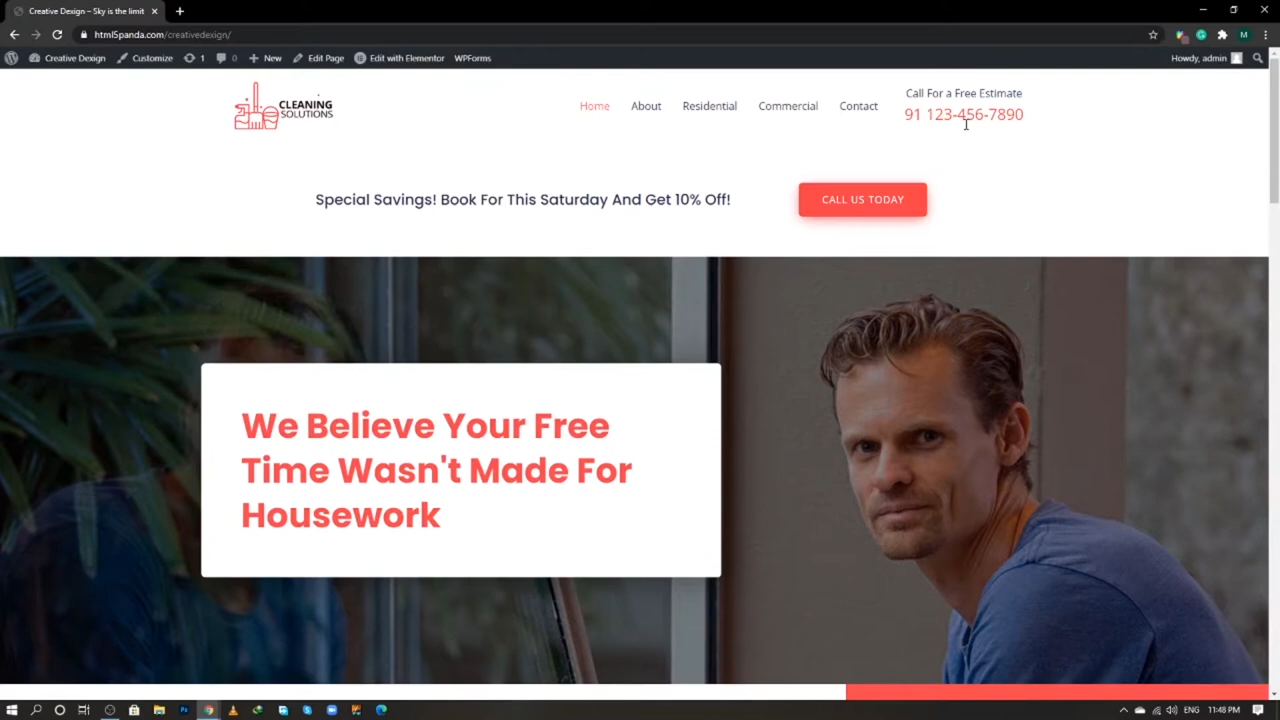 Creative Design – Sky is the limit
html5panda.com/creativedexign/
M
Creative Design
Customize
1
0
New
Edit Page
Edit with Elementor
WPForms
Howdy, admin
CLEANING
SOLUTIONS
Home
About
Residential
Commercial
Contact
Call For a Free Estimate
91 123-456-7890
Special Savings! Book For This Saturday And Get 10% Off!
CALL US TODAY
We Believe Your Free
Time Wasn't Made For
Housework
ENG
11:48 PM